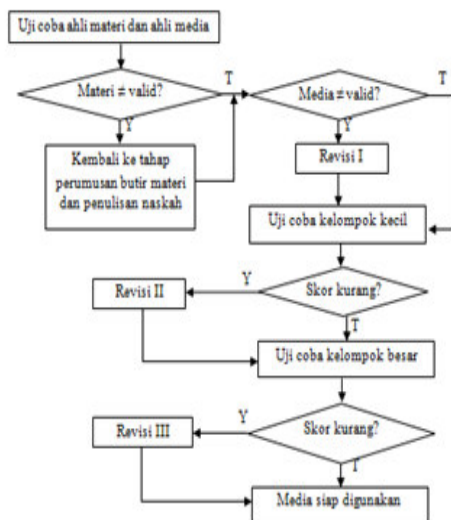 Uji coba ahli materi dan ahli media
Materi ≠ valid?
T
Media ≠ valid?
T
Y
Y
Kembali ke tahap
perumusan butir materi
dan penulisan naskah
Revisi I
Uji coba kelompok kecil
Skor kurang?
Y
Revisi II
T
Uji coba kelompok besar
Skor kurang?
Y
Revisi III
T
Media siap digunakan